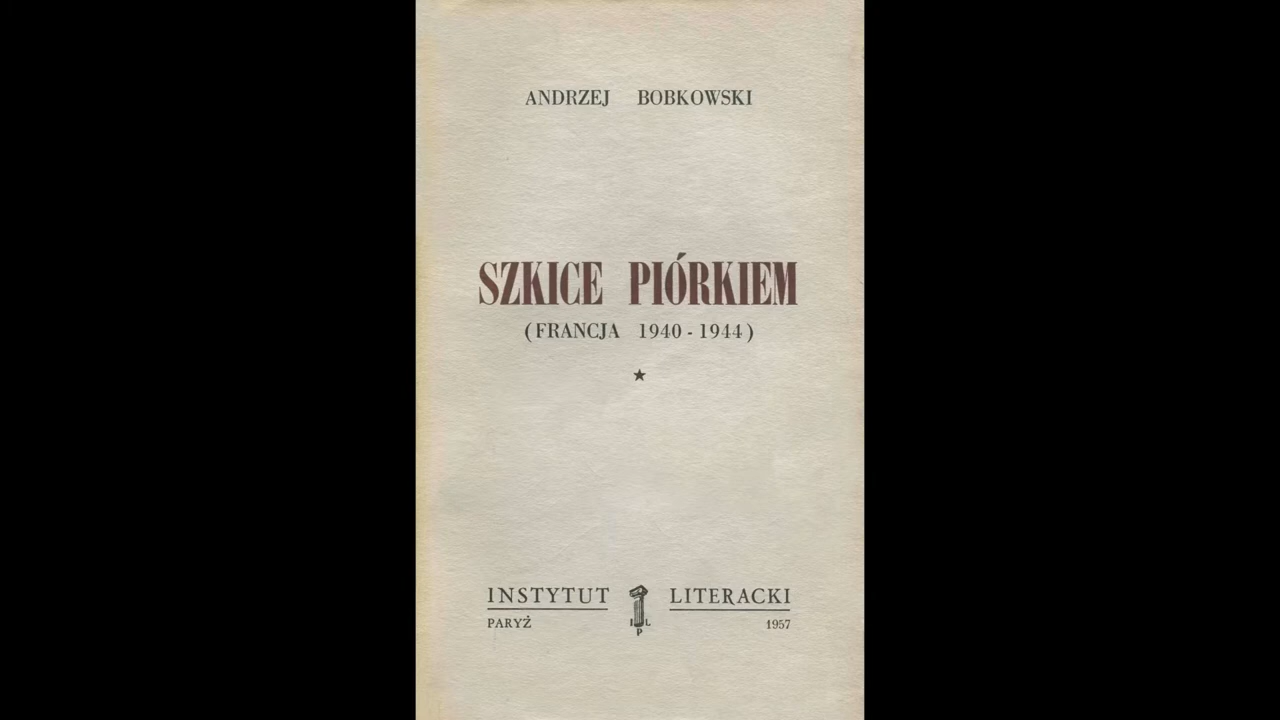 ANDRZEJ BOBKOWSKI
SZKICE PIÓRKIEM
(FRANCJA 1940-1944)
INSTYTUT LITERACKI
PARYŻ 1957
I L
P